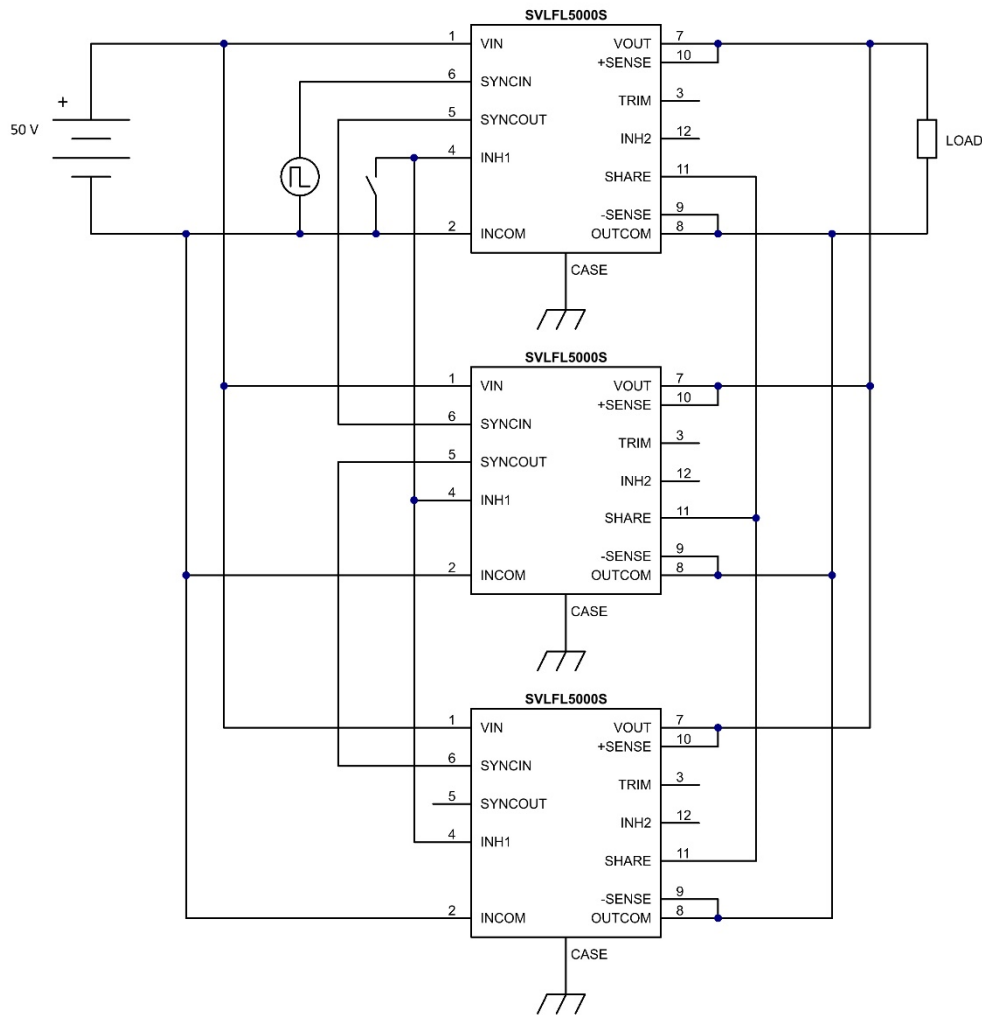 SVLFL5000S
1 VIN VOUT 7
+SENSE 10
6 SYNCIN
TRIM 3
+
5 SYNCOUT
50 V
INH2 12
LOAD
4 INH1
SHARE 11
-SENSE 9
2 INCOM OUTCOM 8
CASE
SVLFL5000S
1 VIN VOUT 7
+SENSE 10
6 SYNCIN
TRIM 3
5 SYNCOUT
INH2 12
4 INH1
SHARE 11
-SENSE 9
2 INCOM OUTCOM 8
CASE
SVLFL5000S
1 VIN VOUT 7
+SENSE 10
6 SYNCIN
TRIM 3
5 SYNCOUT
INH2 12
4 INH1
SHARE 11
-SENSE 9
2 INCOM OUTCOM 8
CASE